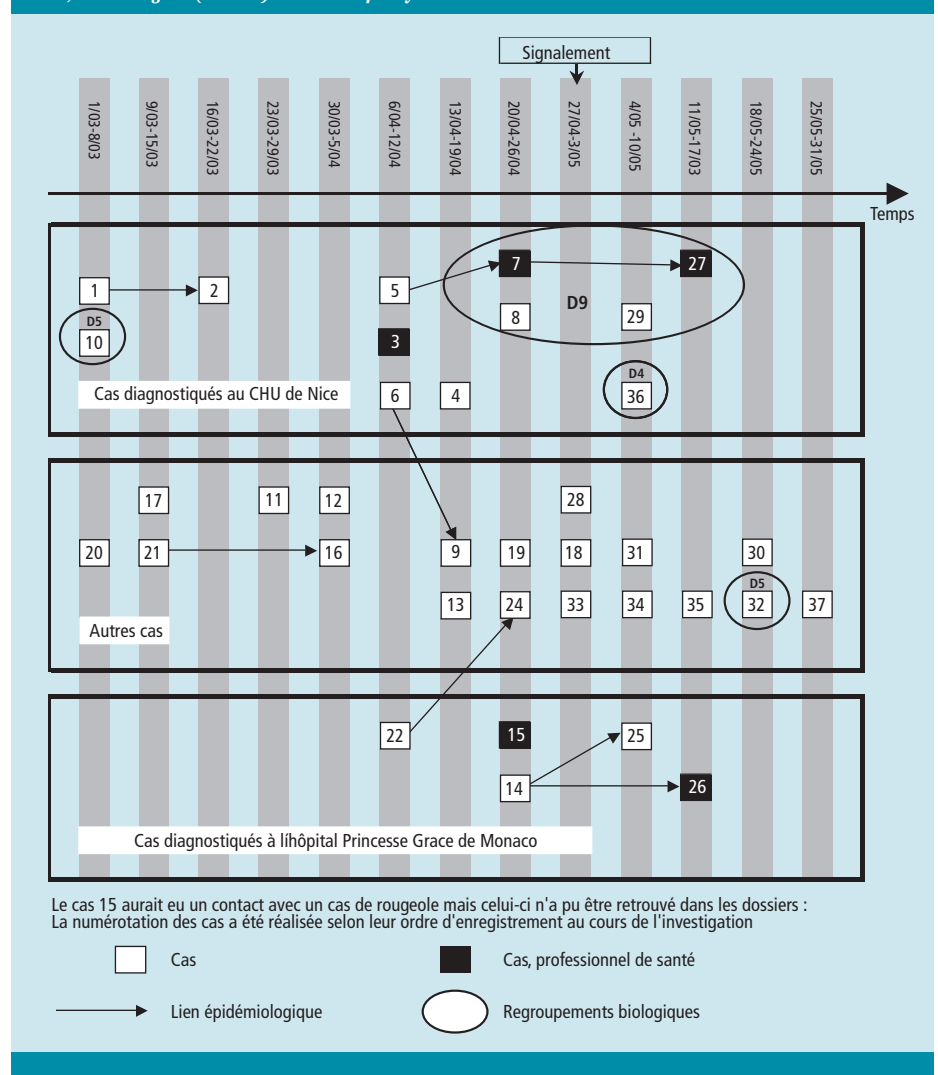 Signalement
1/03-8/03
9/03-15/03
16/03-22/03
23/03-29/03
30/03-5/04
6/04-12/04
13/04-19/04
20/04-26/04
27/04-3/05
4/05 -10/05
11/05-17/03
18/05-24/05
25/05-31/05
Temps
7 27
1 2 5
D9
D5
8 29
10 3
D4
6 4 36
Cas diagnostiqués au CHU de Nice
17 11 12 28
20 21 16 9 19 18 31 30
D5
13 24 33 34 35 32 37
Autres cas
22 15 25
14 26
Cas diagnostiqués à líhôpital Princesse Grace de Monaco
Le cas 15 aurait eu un contact avec un cas de rougeole mais celui-ci n'a pu être retrouvé dans les dossiers :
La numérotation des cas a été réalisée selon leur ordre d'enregistrement au cours de l'investigation
Cas
Cas, professionnel de santé
Lien épidémiologique
Regroupements biologiques